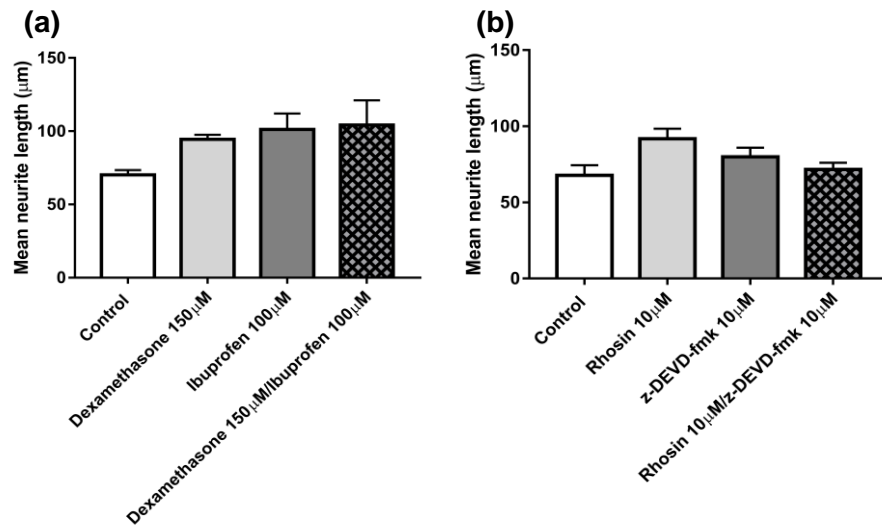 (a)
Mean neurite length (μm)
150
100
50
0
Control
Dexamethasone 150μM
Ibuprofen 100μM
Dexamethasone 150μM/Ibuprofen 100μM
(b)
Mean neurite length (μm)
150
100
50
0
Control
Rhosin 10μM
z-DEVD-fmk 10μM
Rhosin 10μM/z-DEVD-fmk 10μM